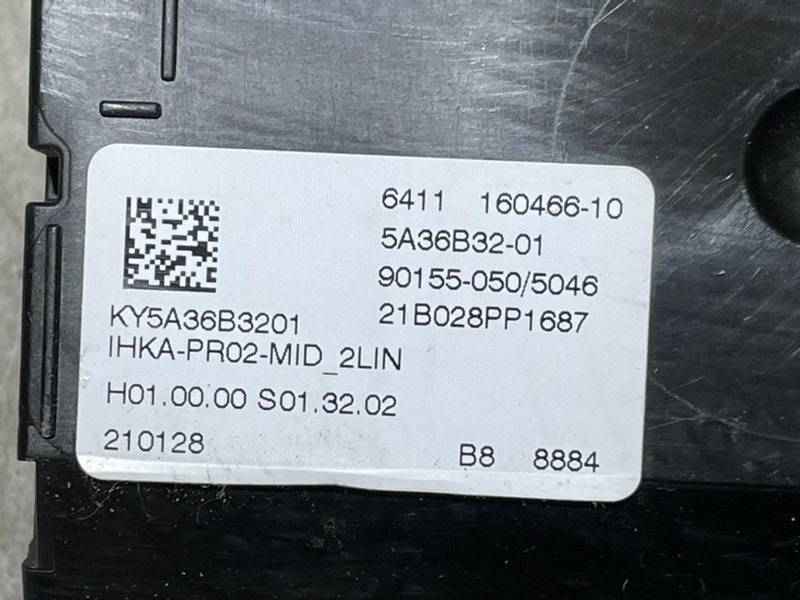 6411 160466-10
5A36B32-01
90155-050/5046
21B028PP1687
KY5A36B3201
IHKA-PR02-MID_2LIN
H01.00.00 S01.32.02
210128
B8 8884